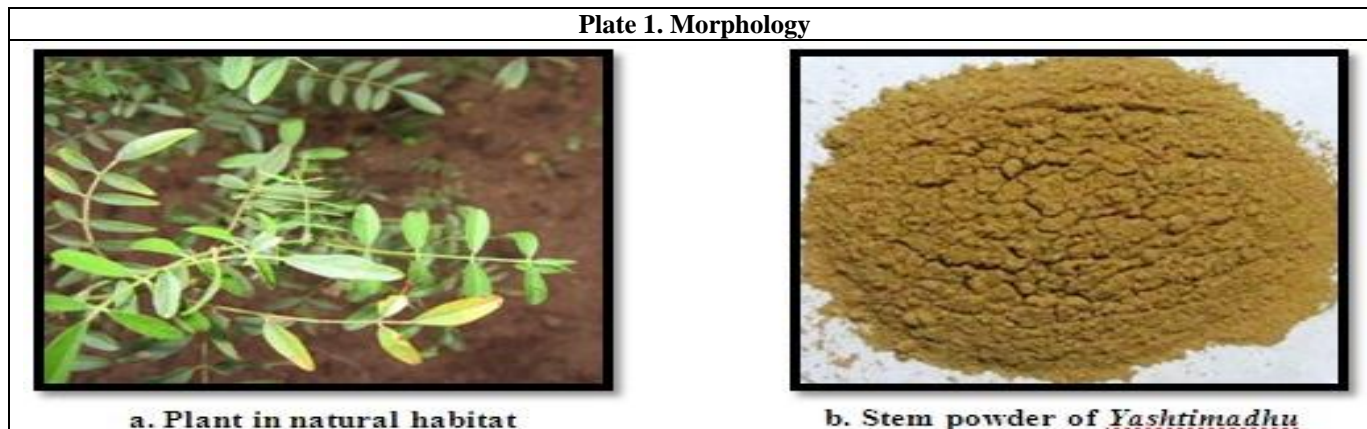 Plate 1. Morphology
a. Plant in natural habitat
b. Stem powder of Yashtimadhu